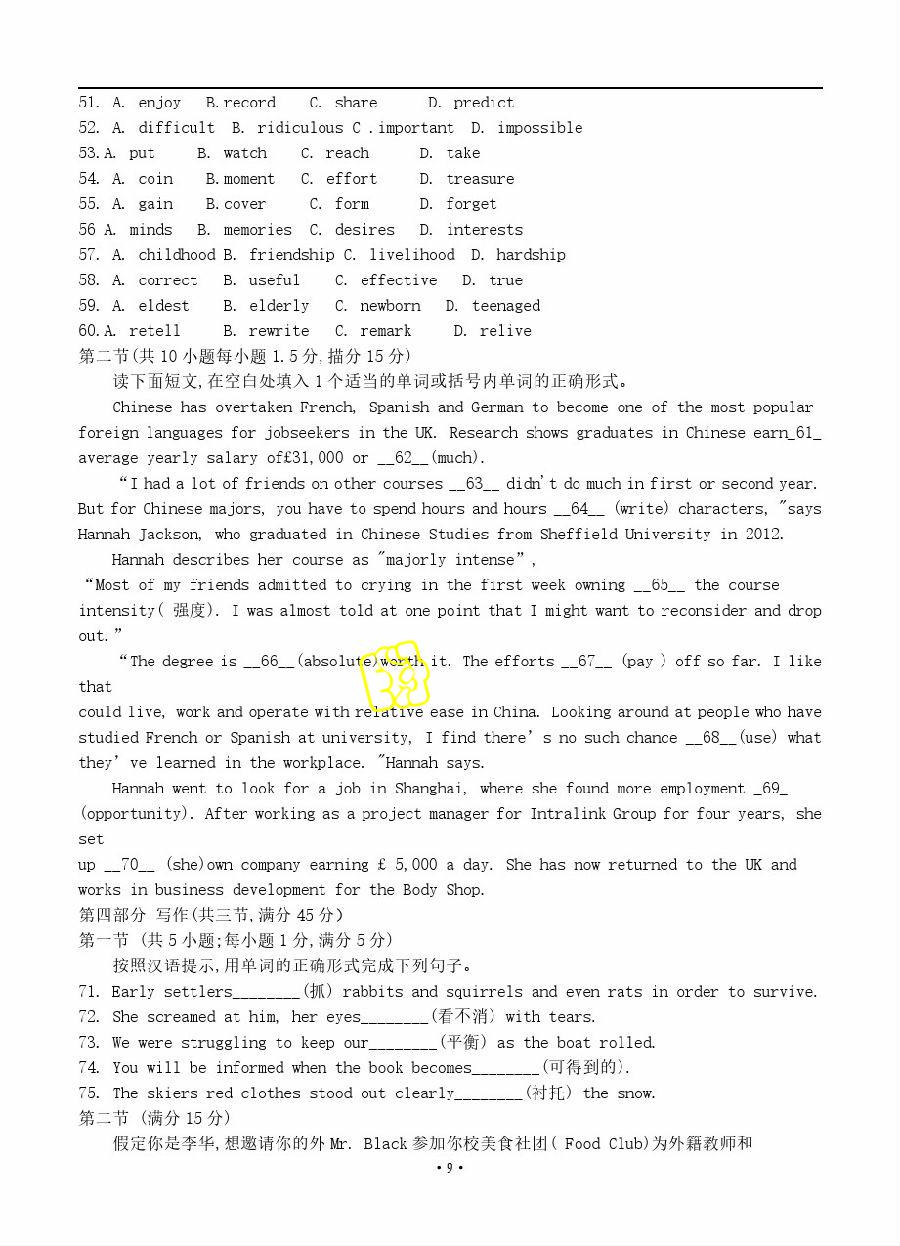 51. A. enjoy B.record C. share D. predict
52. A. difficult B. ridiculous C .important D. impossible
53.A. put B. watch C. reach D. take
54. A. coin B.moment C. effort D. treasure
55. A. gain B.cover C. form D. forget
56 A. minds B. memories C. desires D. interests
57. A. childhood B. friendship C. livelihood D. hardship
58. A. correct B. useful C. effective D. true
59. A. eldest B. elderly C. newborn D. teenaged
60.A. retell B. rewrite C. remark D. relive
第二节(共 10 小题每小题 1.5 分,描分 15 分)
读下面短文,在空白处填入 1 个适当的单词或括号内单词的正确形式。
Chinese has overtaken French, Spanish and German to become one of the most popular
foreign languages for jobseekers in the UK. Research shows graduates in Chinese earn_61_
average yearly salary of£31,000 or __62__(much).
“I had a lot of friends on other courses __63__ didn't do much in first or second year.
But for Chinese majors, you have to spend hours and hours __64__ (write) characters, "says
Hannah Jackson, who graduated in Chinese Studies from Sheffield University in 2012.
Hannah describes her course as "majorly intense”,
“Most of my friends admitted to crying in the first week owning __65__ the course
intensity( 强度). I was almost told at one point that I might want to reconsider and drop
out.”
“The degree is __66__(absolute)worth it. The efforts __67__ (pay ) off so far. I like
that
could live, work and operate with relative ease in China. Looking around at people who have
studied French or Spanish at university, I find there’s no such chance __68__(use) what
they’ve learned in the workplace. "Hannah says.
Hannah went to look for a job in Shanghai, where she found more employment _69_
(opportunity). After working as a project manager for Intralink Group for four years, she
set
up __70__ (she)own company earning £ 5,000 a day. She has now returned to the UK and
works in business development for the Body Shop.
第四部分 写作(共三节,满分 45 分)
第一节 (共 5 小题;每小题 1 分,满分 5 分)
按照汉语提示,用单词的正确形式完成下列句子。
71. Early settlers________(抓) rabbits and squirrels and even rats in order to survive.
72. She screamed at him, her eyes________(看不消) with tears.
73. We were struggling to keep our________(平衡) as the boat rolled.
74. You will be informed when the book becomes________(可得到的).
75. The skiers red clothes stood out clearly________(衬托) the snow.
第二节 (满分 15 分)
假定你是李华,想邀请你的外 Mr. Black 参加你校美食社团( Food Club)为外籍教师和
·9·